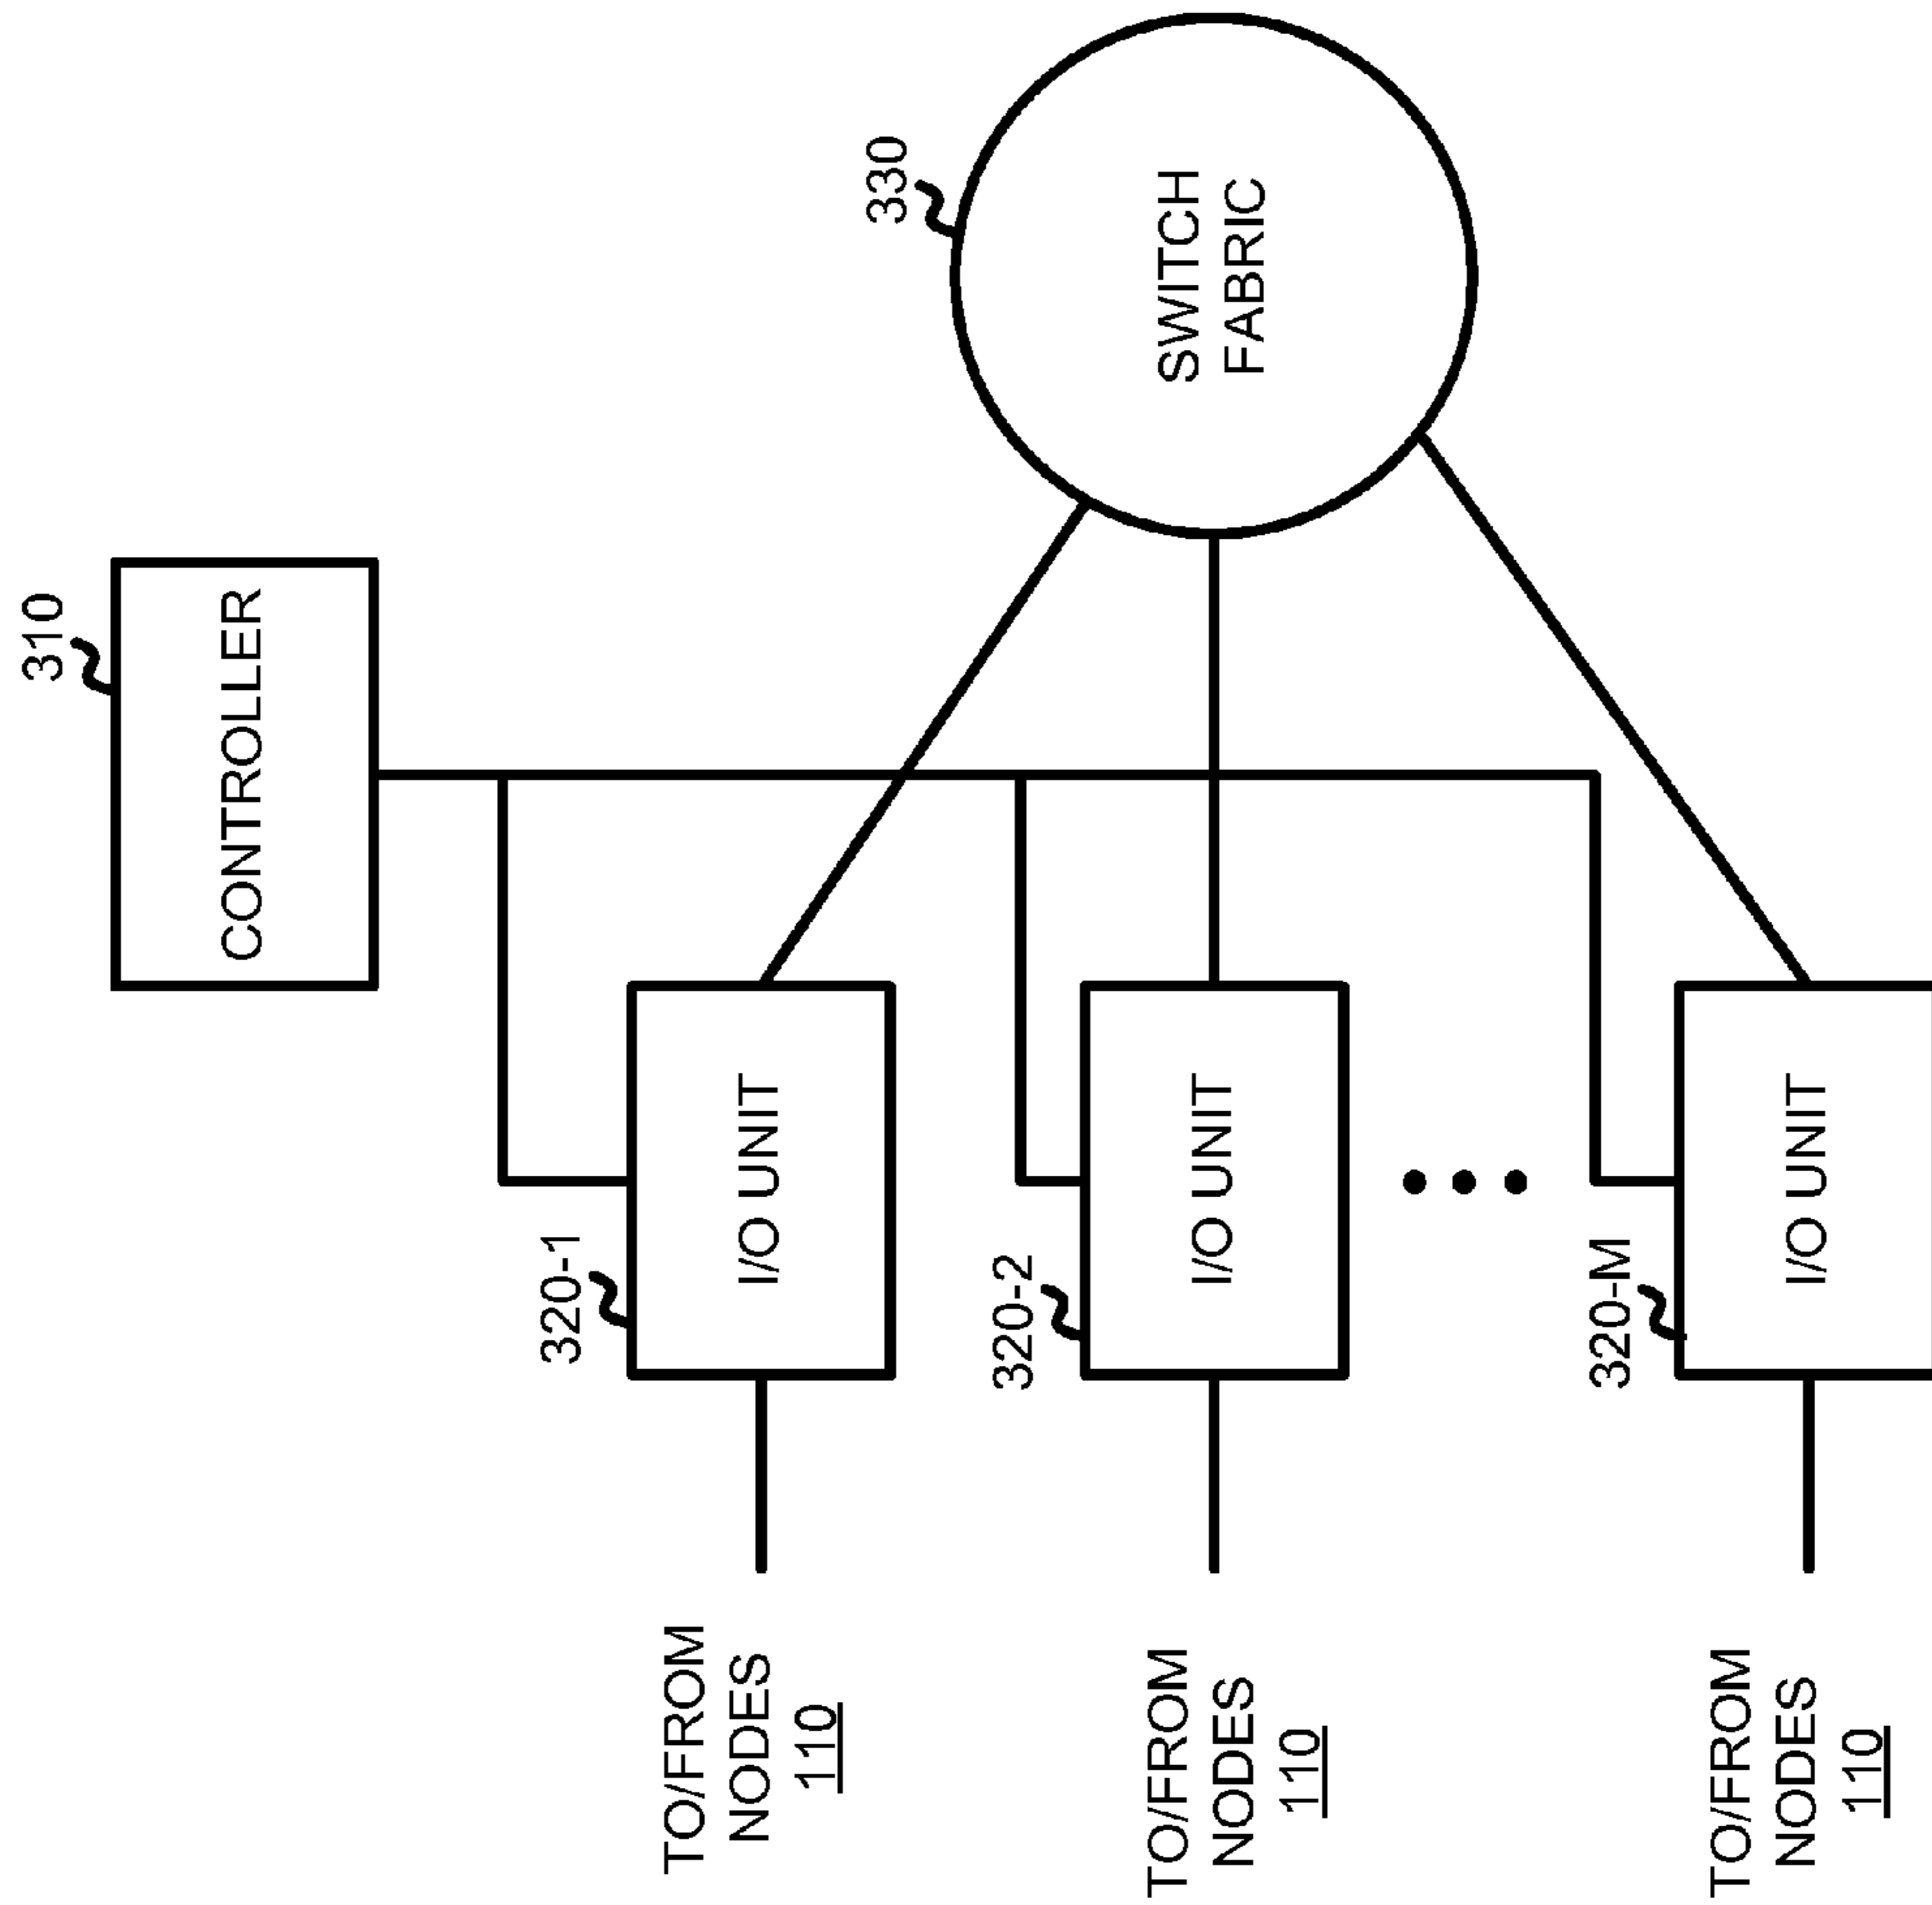 310
CONTROLLER
330
SWITCH
FABRIC
320-1
I/O UNIT
TO/FROM
NODES
110
320-2
I/O UNIT
TO/FROM
NODES
110
320-M
I/O UNIT
TO/FROM
NODES
110